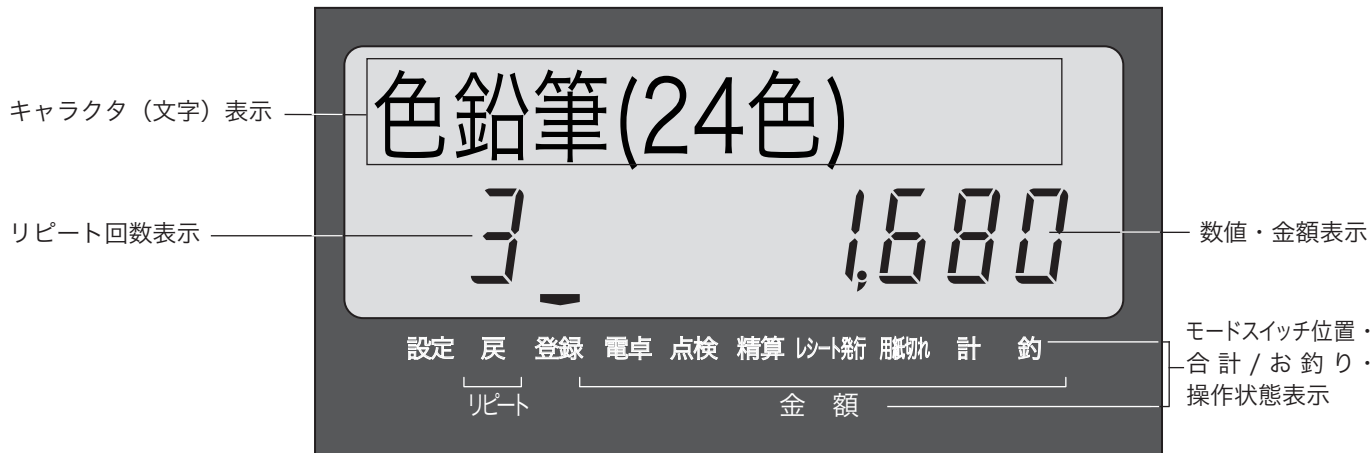 色鉛筆(24色)
キャラクタ（文字）表示
リピート回数表示
3
1,680
数値・金額表示
設定 戻 登録 電卓 点検 精算 レシート発行 用紙切れ 計 釣
リピート
金 額
モードスイッチ位置・
合計/お釣り・
操作状態表示